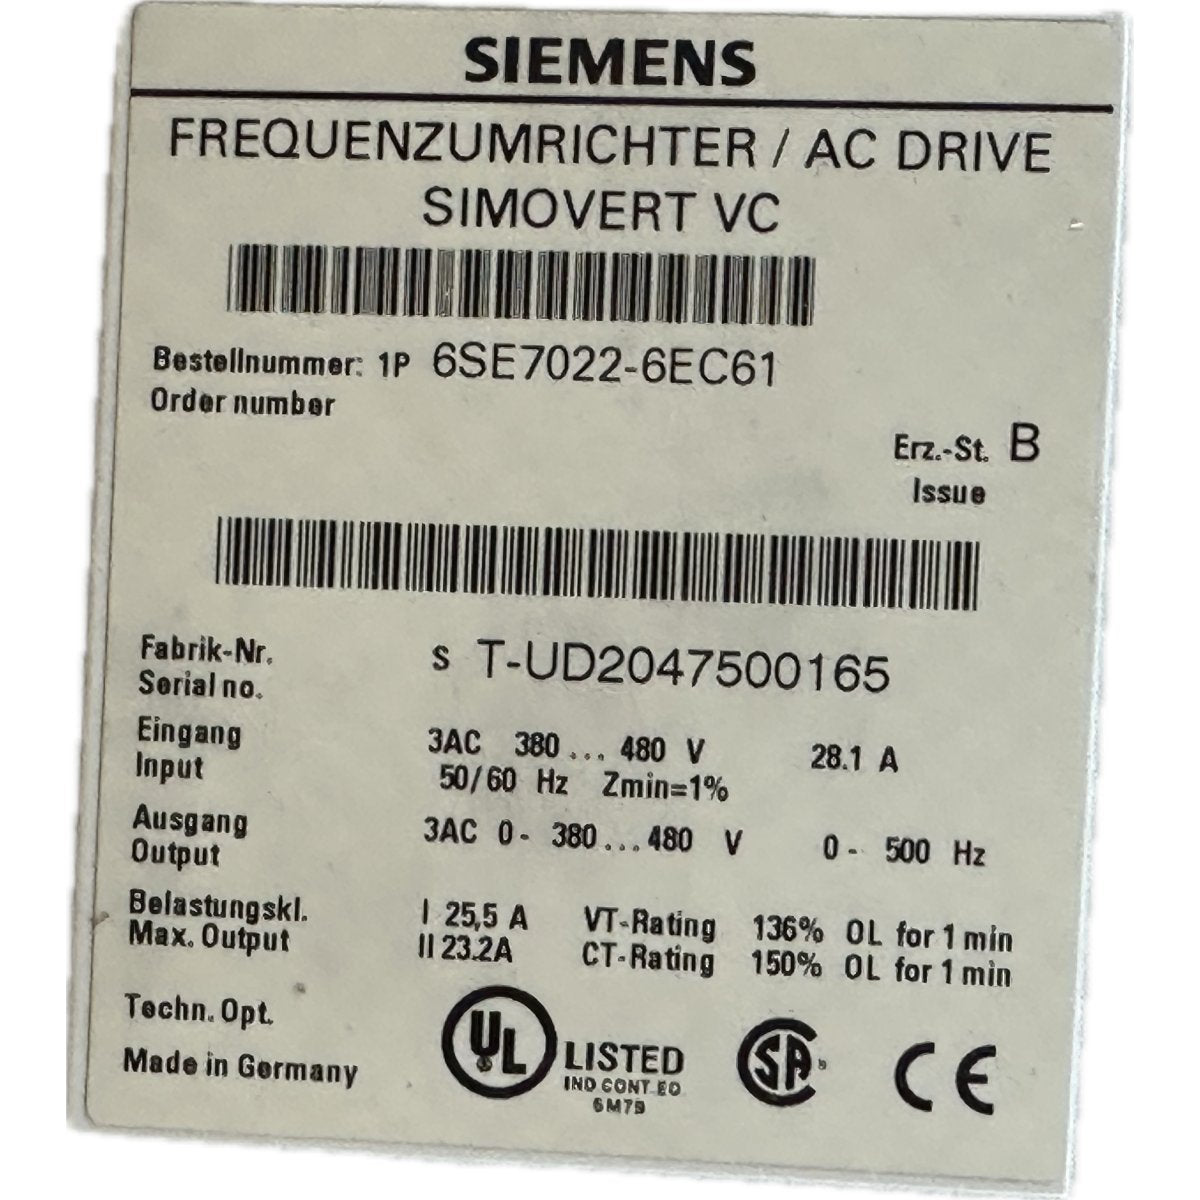 SIEMENS
FREQUENZUMRICHTER / AC DRIVE
SIMOVERT VC
Bestellnummer: 1P 6SE7022-6EC61
Order number
Erz.-St. B
Issue
Fabrik-Nr. S T-UD2047500165
Serial no.
Eingang 3AC 380 ... 480 V 28.1 A
Input 50/60 Hz Zmin=1%
Ausgang 3AC 0 - 380...480 V 0 - 500 Hz
Output
Belastungskl. I 25,5 A VT-Rating 136% OL for 1 min
Max. Output II 23.2A CT-Rating 150% OL for 1 min
Techn. Opt.
Made in Germany
UL LISTED
IND CONT EQ
6M79
SA
CE